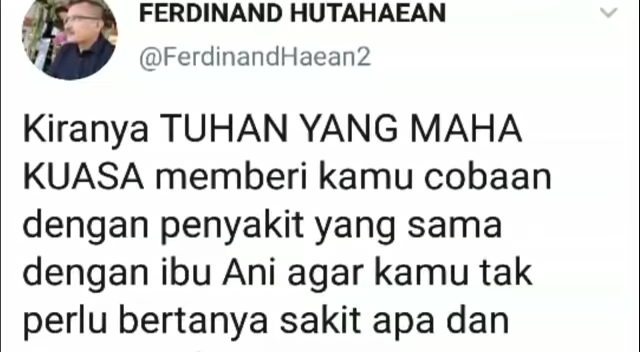 FERDINAND HUTAHAEAN
@FerdinandHaean2
Kiranya TUHAN YANG MAHA
KUASA memberi kamu cobaan
dengan penyakit yang sama
dengan ibu Ani agar kamu tak
perlu bertanya sakit apa dan